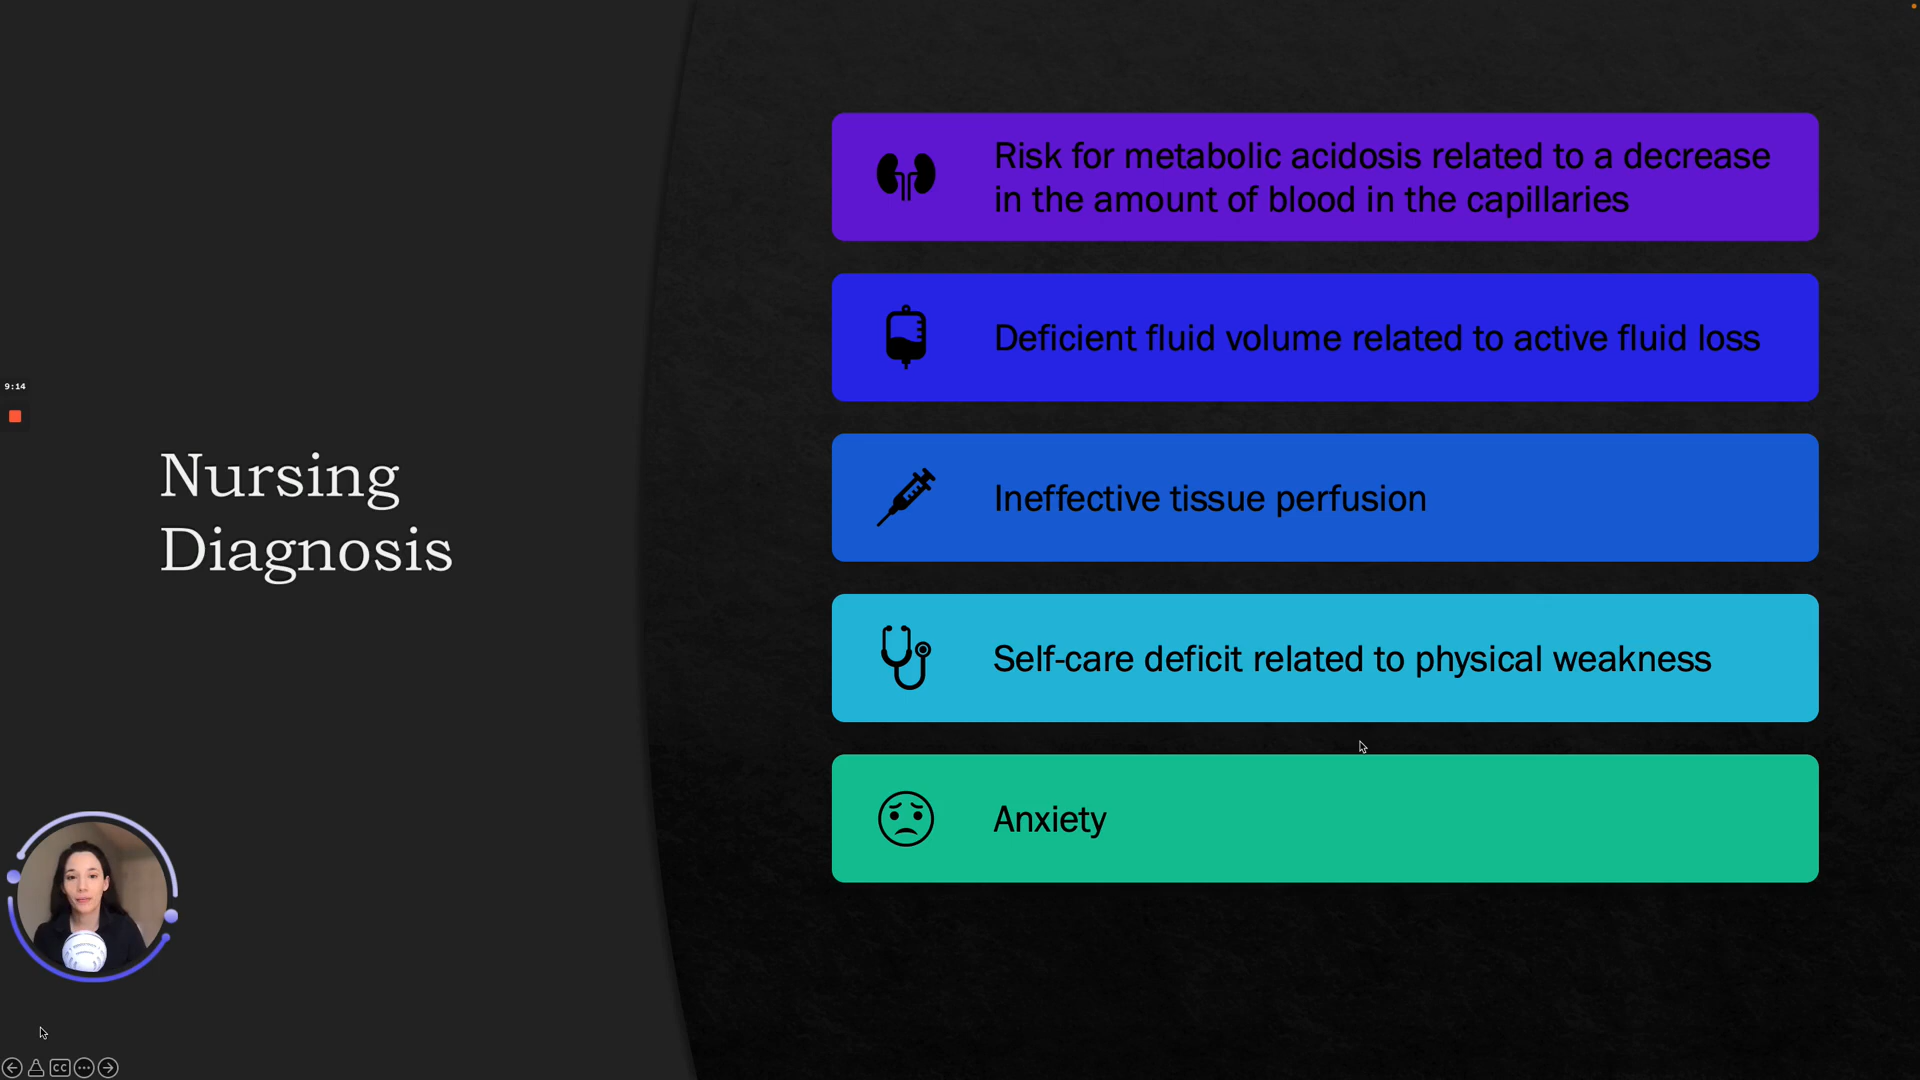 Nursing
Diagnosis
Risk for metabolic acidosis related to a decrease
in the amount of blood in the capillaries
Deficient fluid volume related to active fluid loss
Ineffective tissue perfusion
Self-care deficit related to physical weakness
Anxiety
9:14
CC